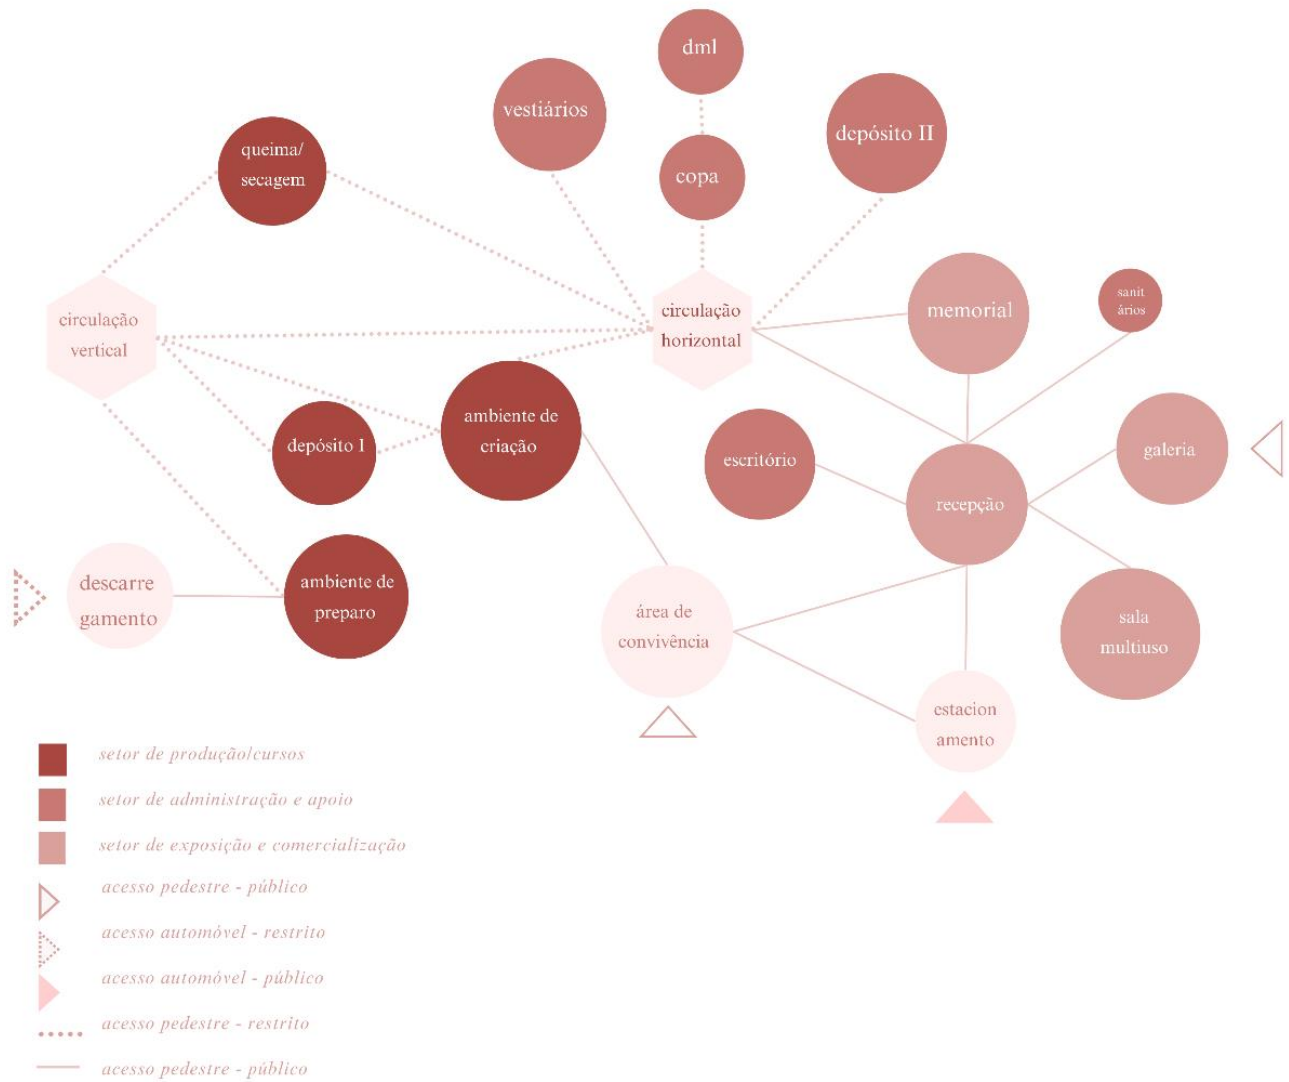 dml
vestiários
depósito II
queima/
secagem
copa
memorial
sanit
ários
circulação
vertical
circulação
horizontal
ambiente de
criação
depósito I
escritório
galeria
recepção
descarre
gamento
ambiente de
preparo
área de
convivência
sala
multiuso
estacion
amento
setor de produção/cursos
setor de administração e apoio
setor de exposição e comercialização
acesso pedestre - público
acesso automóvel - restrito
acesso automóvel - público
acesso pedestre - restrito
acesso pedestre - público